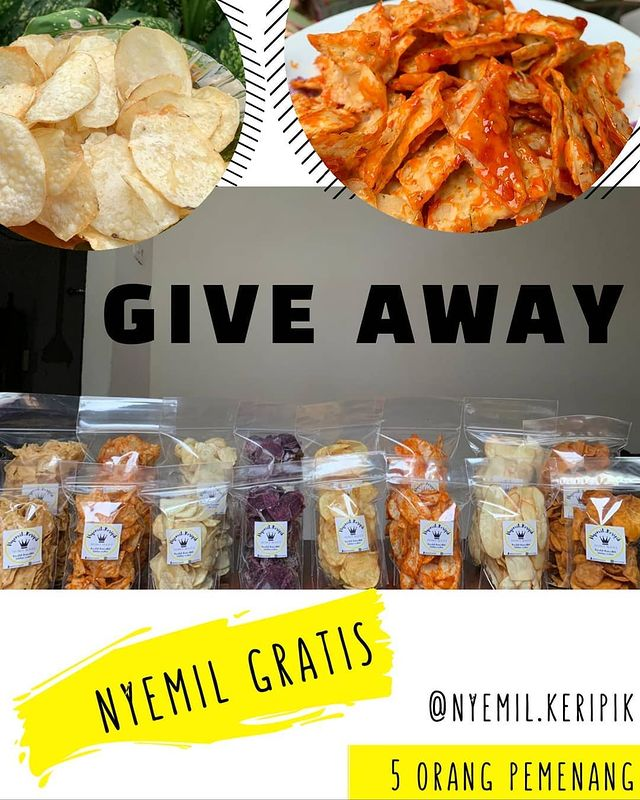 GIVE AWAY
NYEMIL GRATIS
@NYEMIL.KERIPIK
5 ORANG PEMENANG